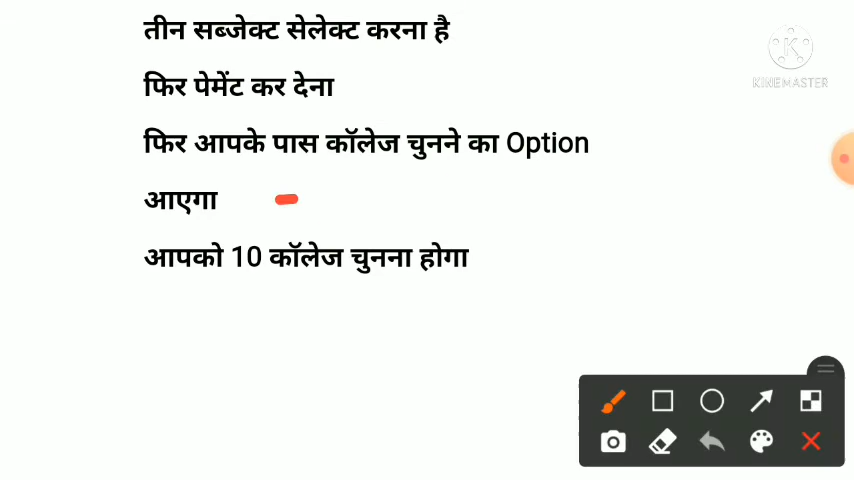 तीन सब्जेक्ट सेलेक्ट करना है
फिर पेमेंट कर देना
फिर आपके पास कॉलेज चुनने का Option
आएगा
आपको 10 कॉलेज चुनना होगा
KINEMASTER